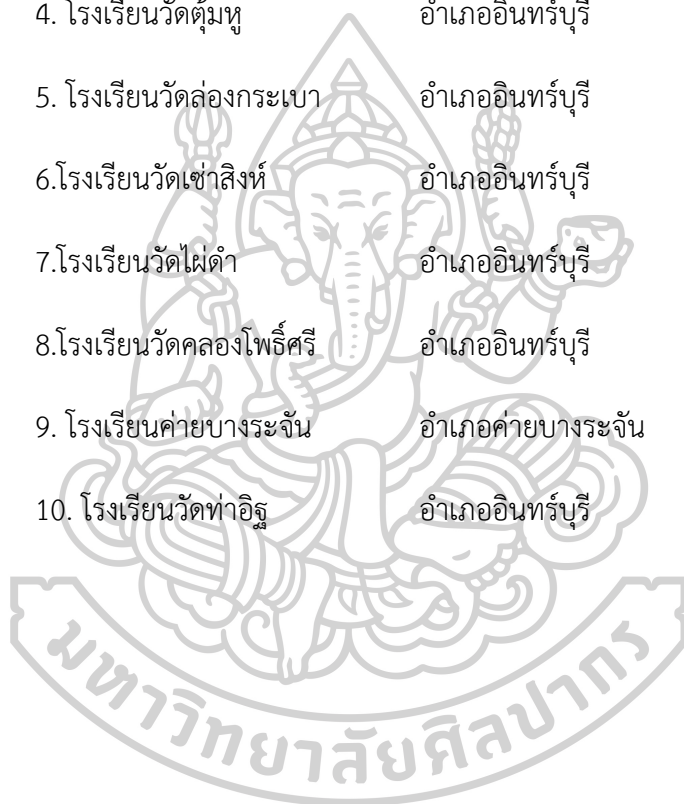 4. โรงเรียนวัดตุ้มหู อำเภออินทร์บุรี
5. โรงเรียนวัดล่องกระเบา อำเภออินทร์บุรี
6.โรงเรียนวัดเซ่าสิงห์ อำเภออินทร์บุรี
7.โรงเรียนวัดไผ่ดำ อำเภออินทร์บุรี
8.โรงเรียนวัดคลองโพธิ์ศรี อำเภออินทร์บุรี
9. โรงเรียนค่ายบางระจัน อำเภอค่ายบางระจัน
10. โรงเรียนวัดท่าอิฐ อำเภออินทร์บุรี
มหาวิทยาลัยศิลปากร